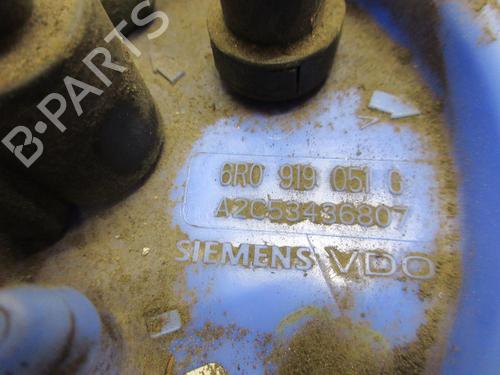 B-PARTS
6R0 919 051 G
A2C53436807
SIEMENS VDO